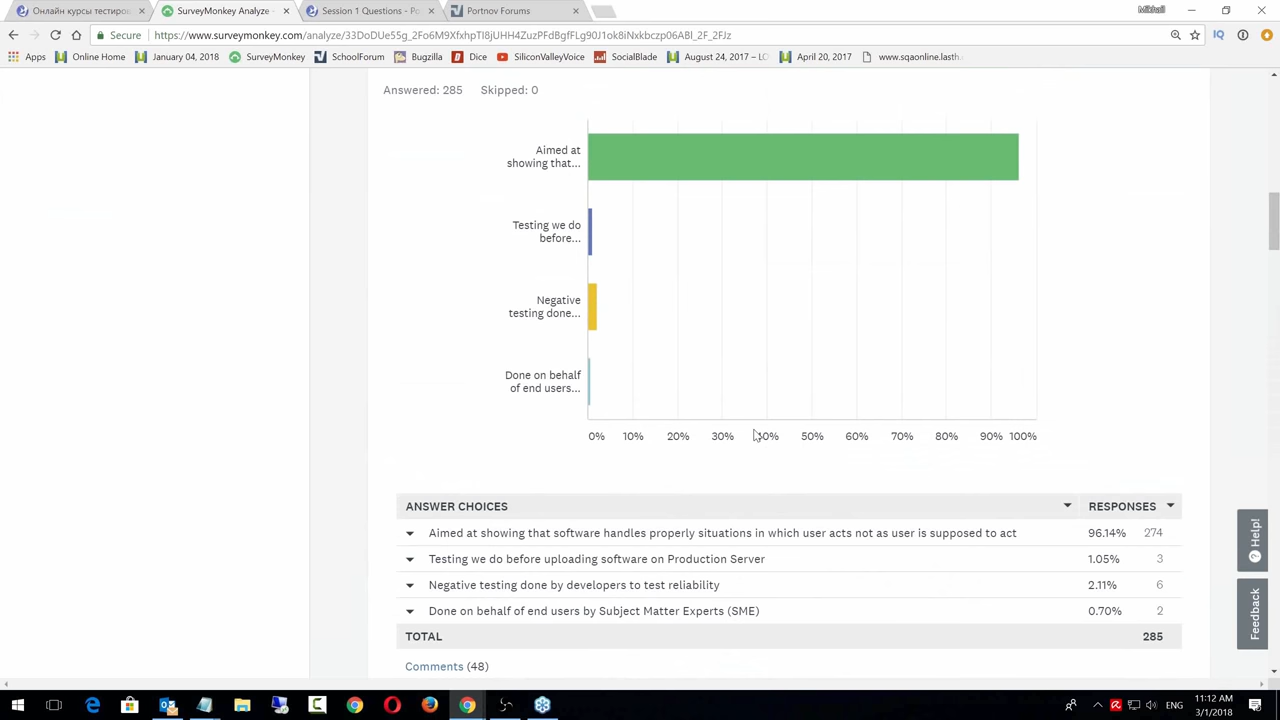 Онлайн курсы тестиров
SurveyMonkey Analyze -
Session 1 Questions - Po
Portnov Forums
Mikhail
Secure
https://www.surveymonkey.com/analyze/33DoDUe55g_2Fo6M9XfxhpTI8jUHH4ZuzPFdBgfFLg90J1ok8iNxkbczp06ABl_2F_2FJz
Apps
Online Home
January 04, 2018
SurveyMonkey
SchoolForum
Bugzilla
Dice
SiliconValleyVoice
SocialBlade
August 24, 2017 – LO
April 20, 2017
www.sqaonline.lasth.
Answered: 285 Skipped: 0
Aimed at
showing that...
Testing we do
before...
Negative
testing done...
Done on behalf
of end users...
0% 10% 20% 30% 40% 50% 60% 70% 80% 90% 100%
ANSWER CHOICES RESPONSES
Aimed at showing that software handles properly situations in which user acts not as user is supposed to act 96.14% 274
Testing we do before uploading software on Production Server 1.05% 3
Negative testing done by developers to test reliability 2.11% 6
Done on behalf of end users by Subject Matter Experts (SME) 0.70% 2
TOTAL 285
Comments (48)
Help!
Feedback
ENG
11:12 AM
3/1/2018